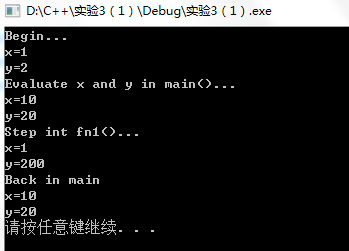 D:\C++\实验3（1）\Debug\实验3（1）.exe
Begin...
x=1
y=2
Evaluate x and y in main()...
x=10
y=20
Step int fn1()...
x=1
y=200
Back in main
x=10
y=20
请按任意键继续. . .